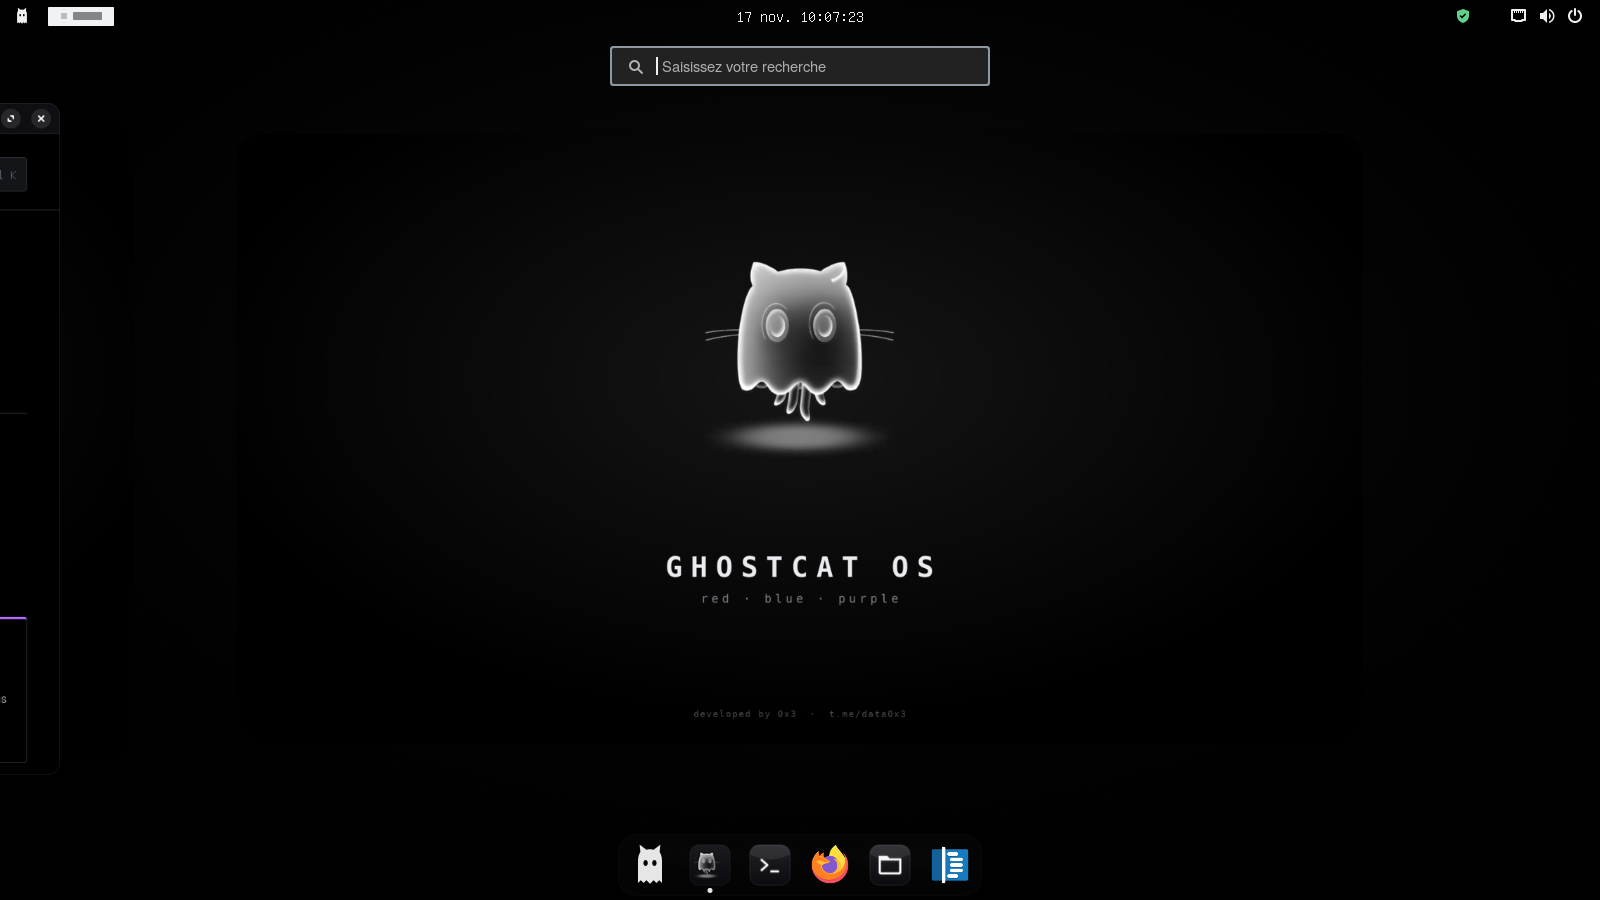 17 nov. 10:07:23
Saisissez votre recherche
K
GHOSTCAT OS
red · blue · purple
s
developed by 0x3 · t.me/data0x3